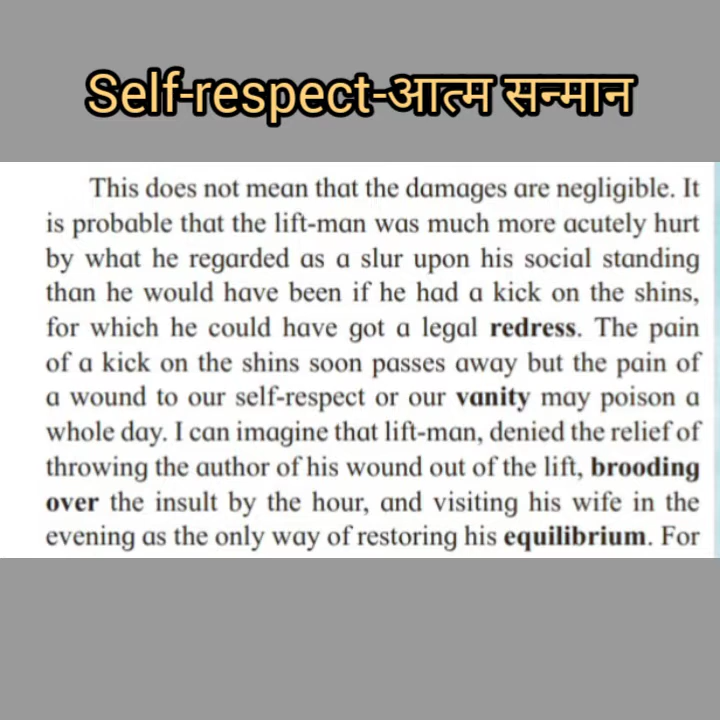 Self-respect-आत्म सन्मान
This does not mean that the damages are negligible. It
is probable that the lift-man was much more acutely hurt
by what he regarded as a slur upon his social standing
than he would have been if he had a kick on the shins,
for which he could have got a legal redress. The pain
of a kick on the shins soon passes away but the pain of
a wound to our self-respect or our vanity may poison a
whole day. I can imagine that lift-man, denied the relief of
throwing the author of his wound out of the lift, brooding
over the insult by the hour, and visiting his wife in the
evening as the only way of restoring his equilibrium. For